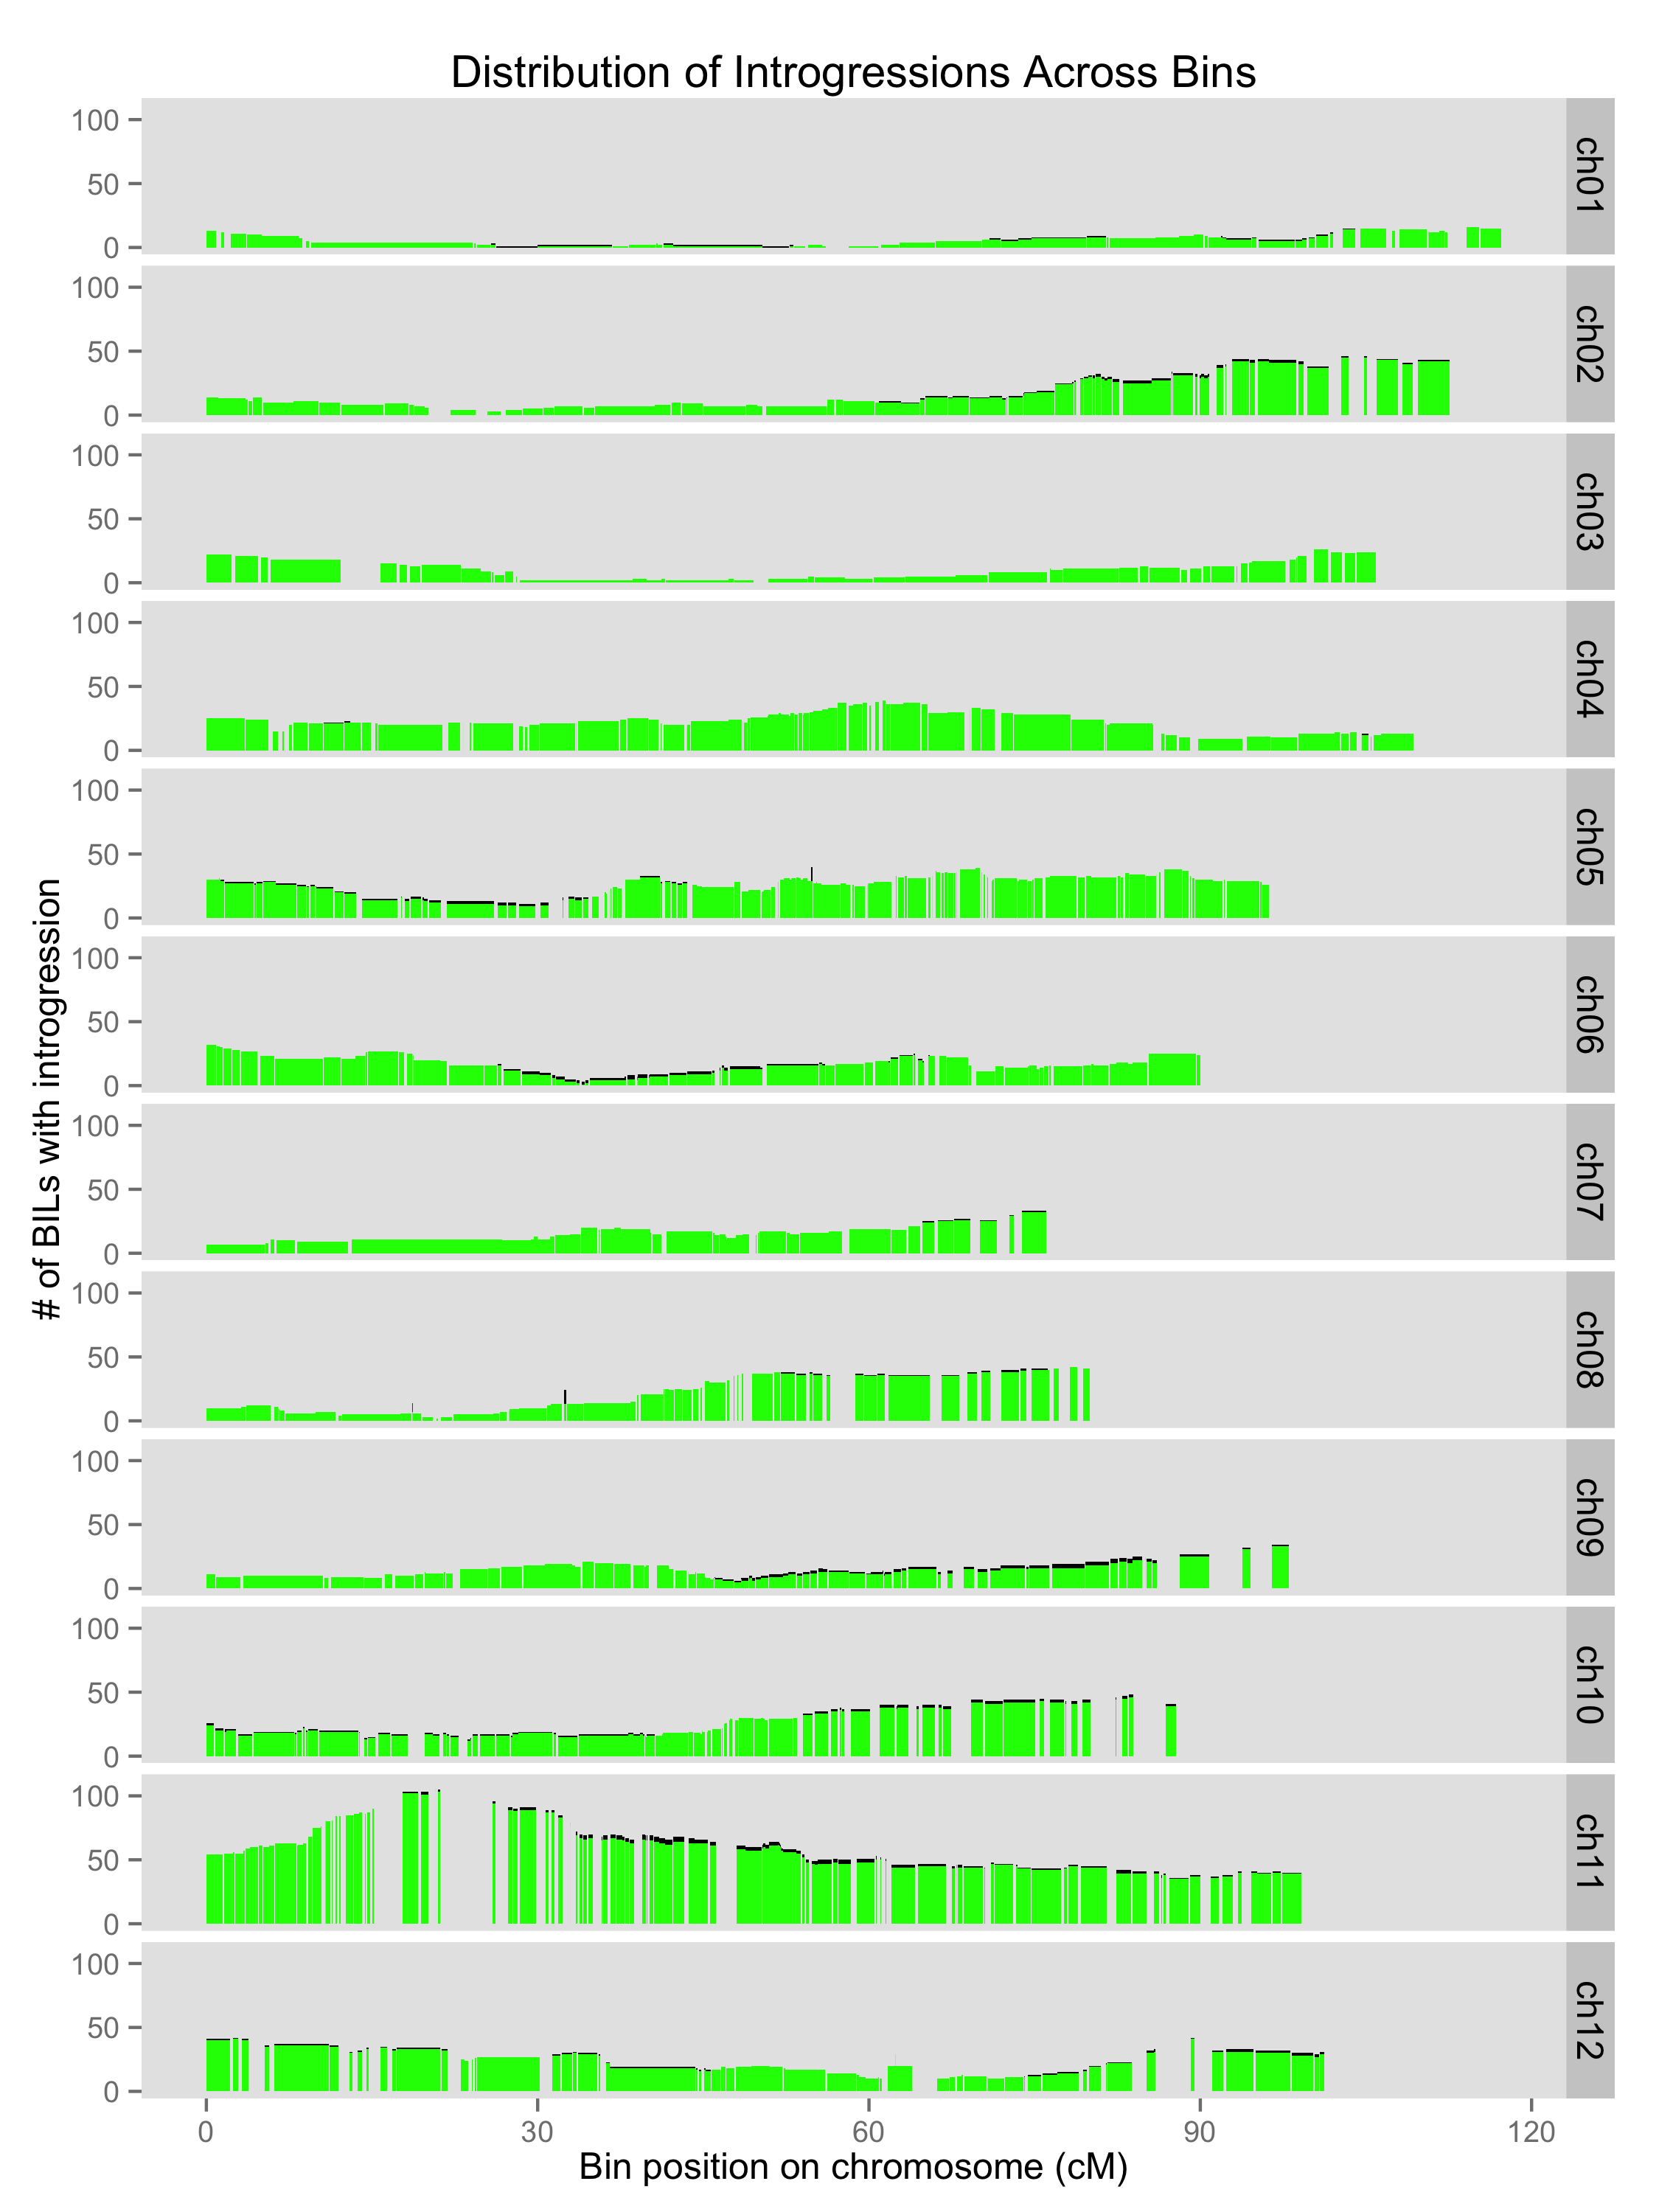 Distribution of Introgressions Across Bins
# of BILs with introgression
100
50
0
ch01
100
50
0
ch02
100
50
0
ch03
100
50
0
ch04
100
50
0
ch05
100
50
0
ch06
100
50
0
ch07
100
50
0
ch08
100
50
0
ch09
100
50
0
ch10
100
50
0
ch11
100
50
0
ch12
0 30 60 90 120
Bin position on chromosome (cM)